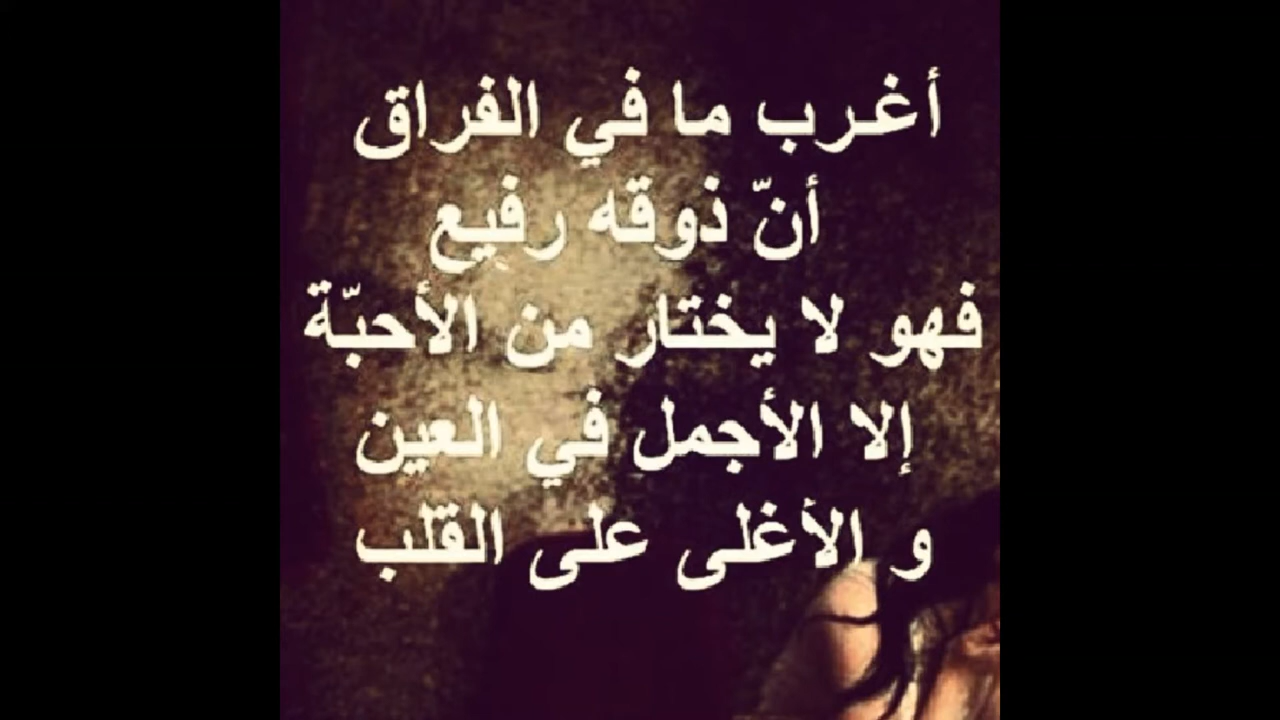 أغرب ما في الفراق
أنّ ذوقه رفيع
فهو لا يختار من الأحبّة
إلا الأجمل في العين
و الأغلى على القلب